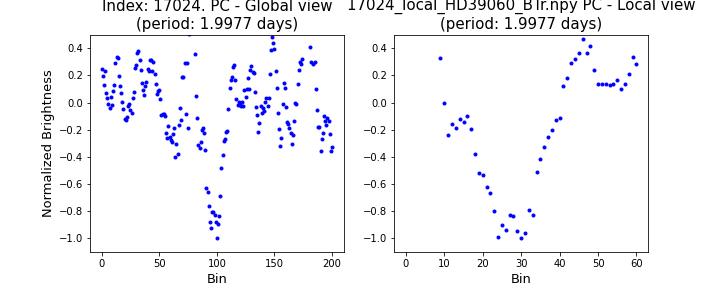 Index: 17024. PC - Global view
(period: 1.9977 days)
17024_local_HD39060_BTr.npy PC - Local view
(period: 1.9977 days)
Normalized Brightness
0.4
0.2
0.0
−0.2
−0.4
−0.6
−0.8
−1.0
0 50 100 150 200
Bin
0.4
0.2
0.0
−0.2
−0.4
−0.6
−0.8
−1.0
0 10 20 30 40 50 60
Bin